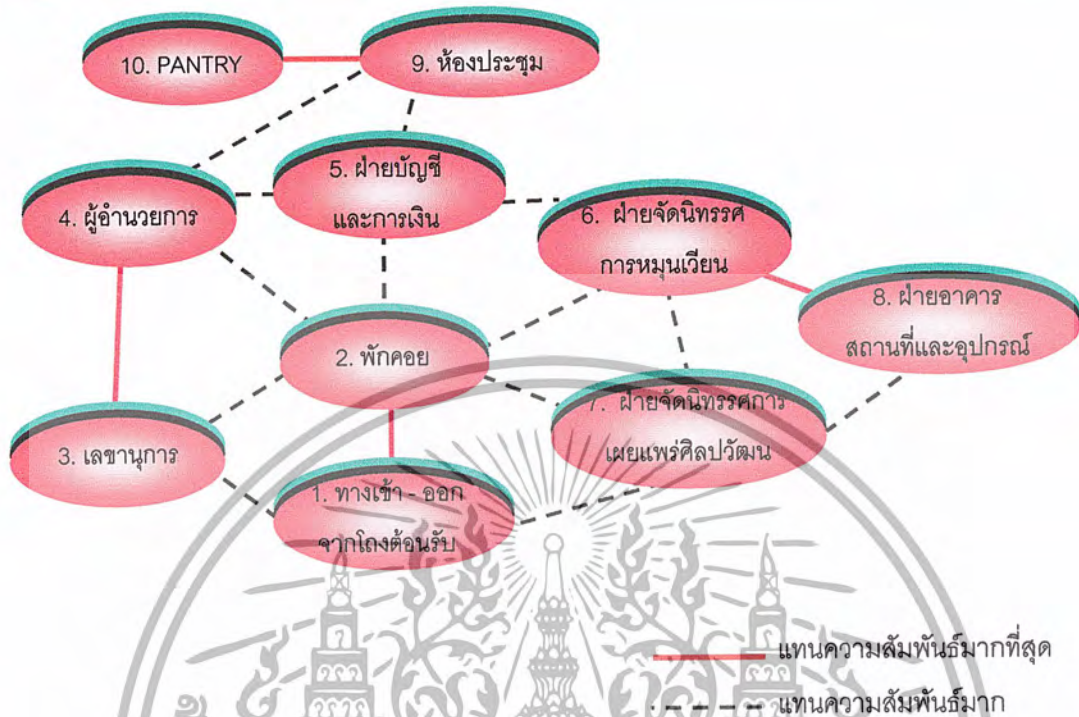 10. PANTRY
9. ห้องประชุม
5. ฝ่ายบัญชี
และการเงิน
4. ผู้อำนวยการ
6. ฝ่ายจัดนิทรรศ
การหมุนเวียน
8. ฝ่ายอาคาร
สถานที่และอุปกรณ์
2. พักคอย
7. ฝ่ายจัดนิทรรศการ
เผยแพร่ศิลปวัฒน
3. เลขานุการ
1. ทางเข้า - ออก
จากโถงต้อนรับ
แทนความสัมพันธ์มากที่สุด
แทนความสัมพันธ์มาก